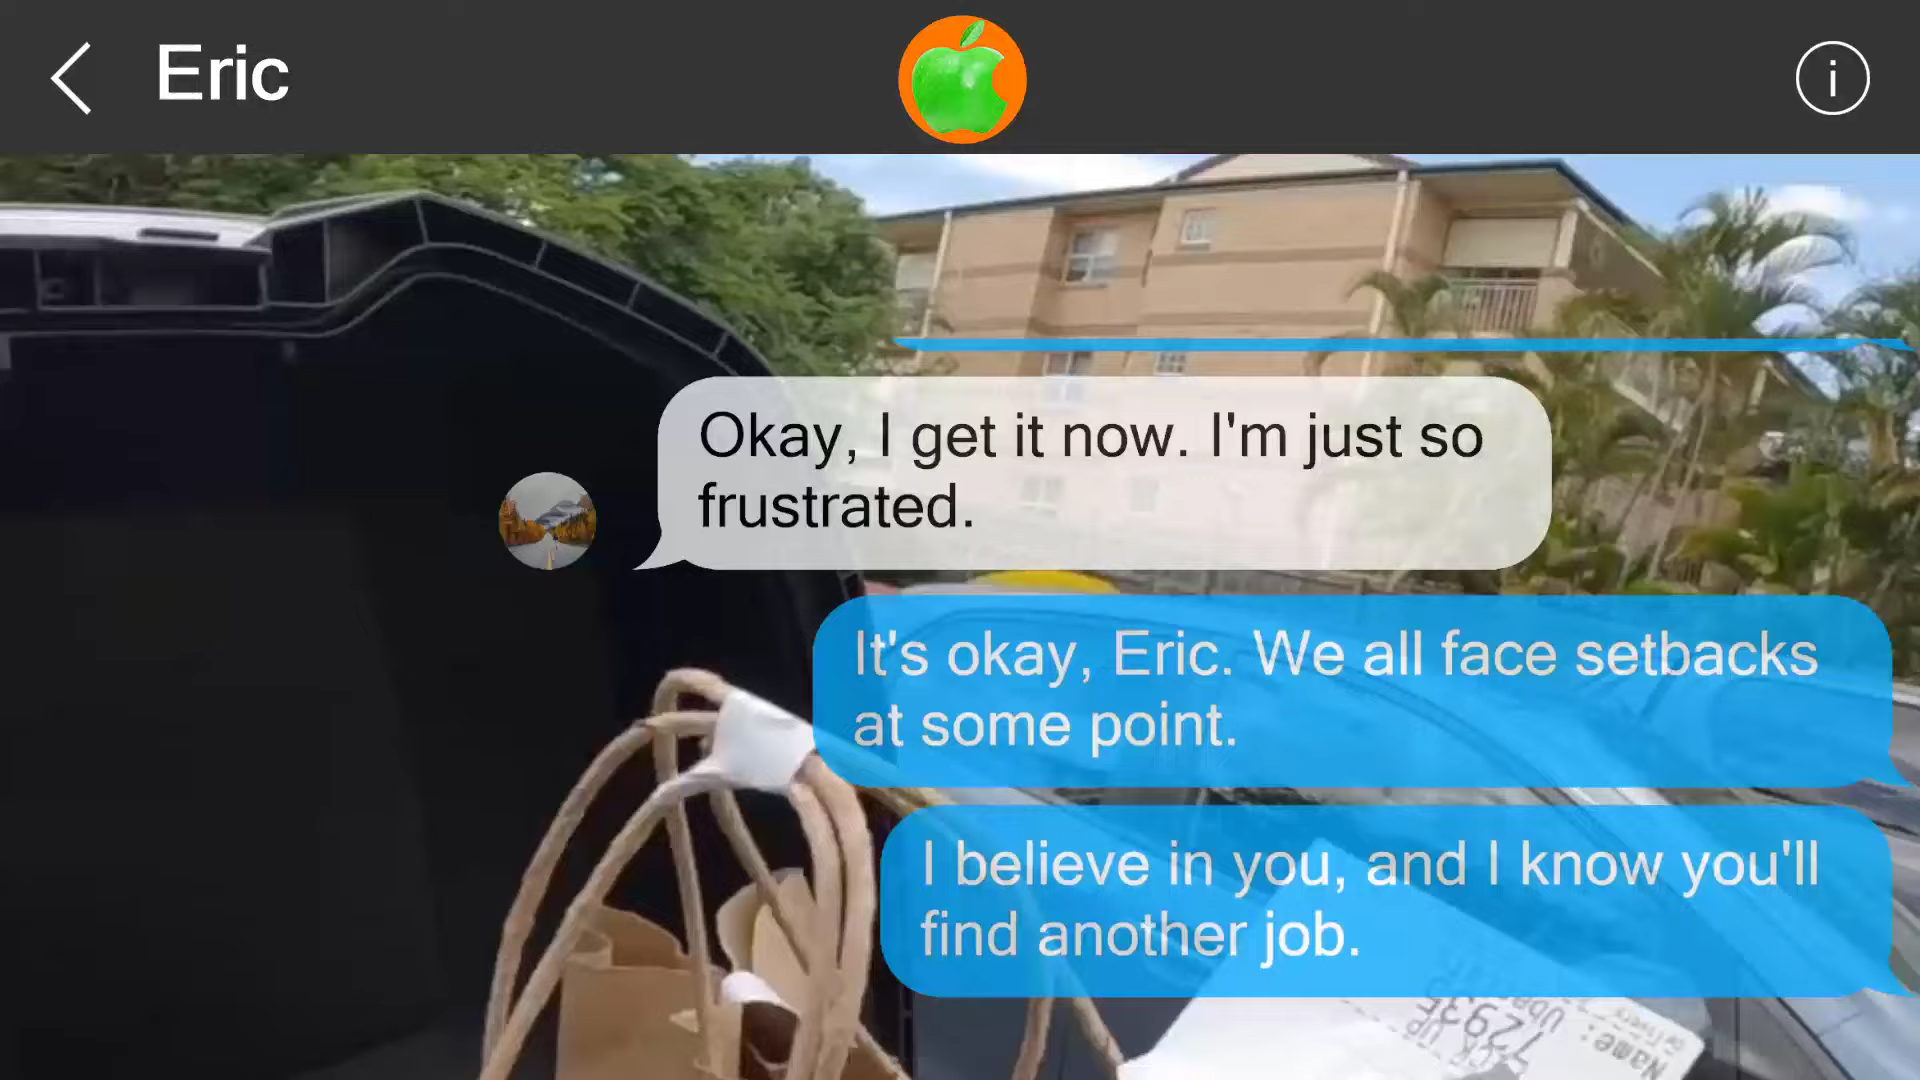 Eric
i
Okay, I get it now. I'm just so
frustrated.
It's okay, Eric. We all face setbacks
at some point.
I believe in you, and I know you'll
find another job.
Name: